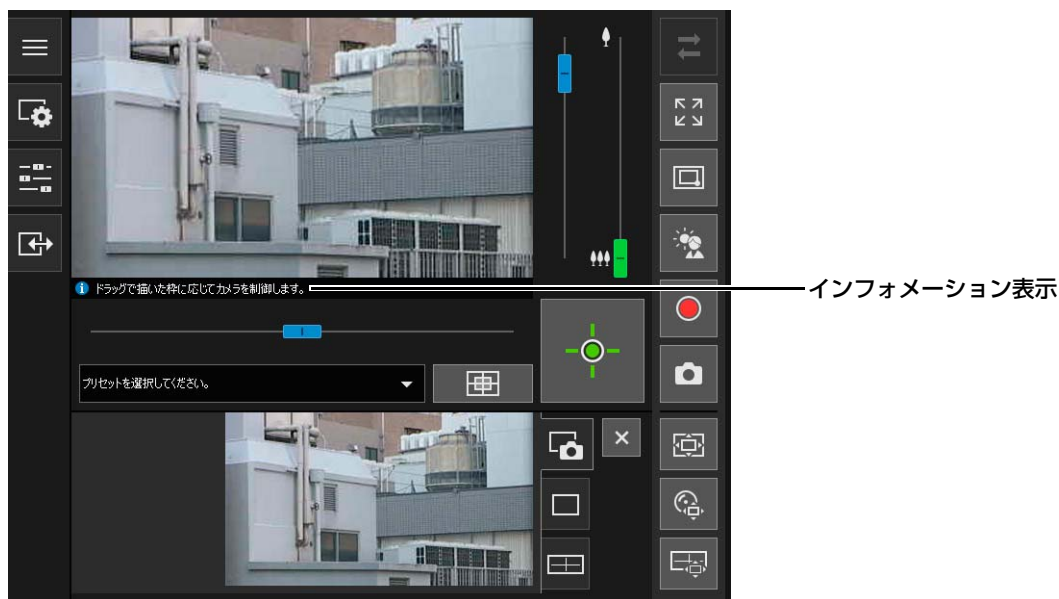 ドラッグで描いた枠に応じてカメラを制御します。
インフォメーション表示
プリセットを選択してください。